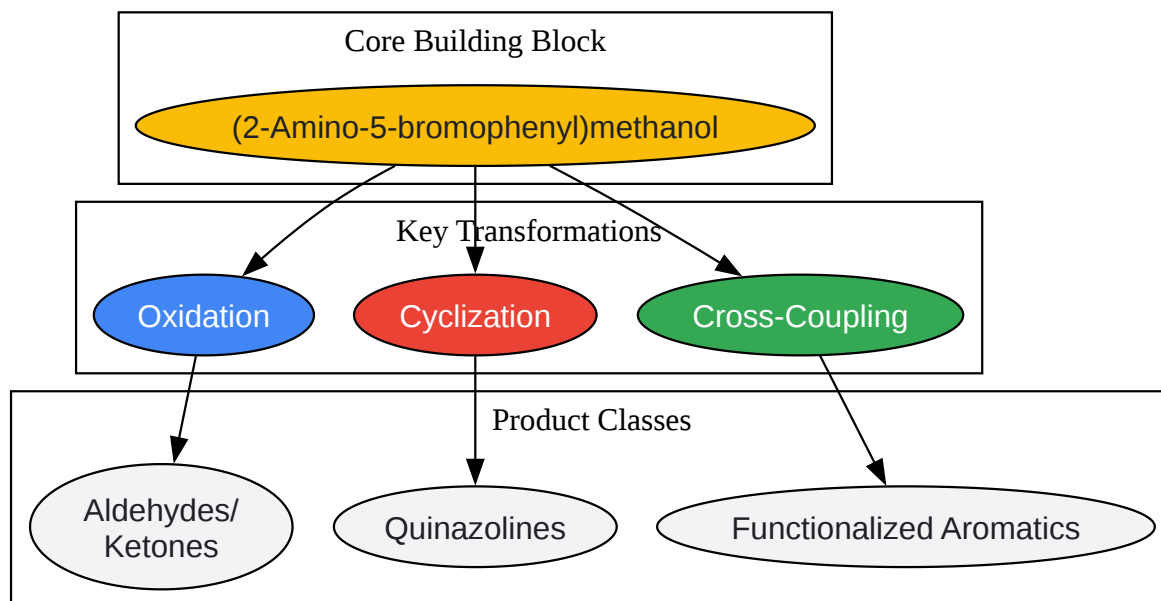 Core Building Block
(2-Amino-5-bromophenyl)methanol
Key Transformations
Oxidation
Cyclization
Cross-Coupling
Product Classes
Aldehydes/
Ketones
Quinazolines
Functionalized Aromatics